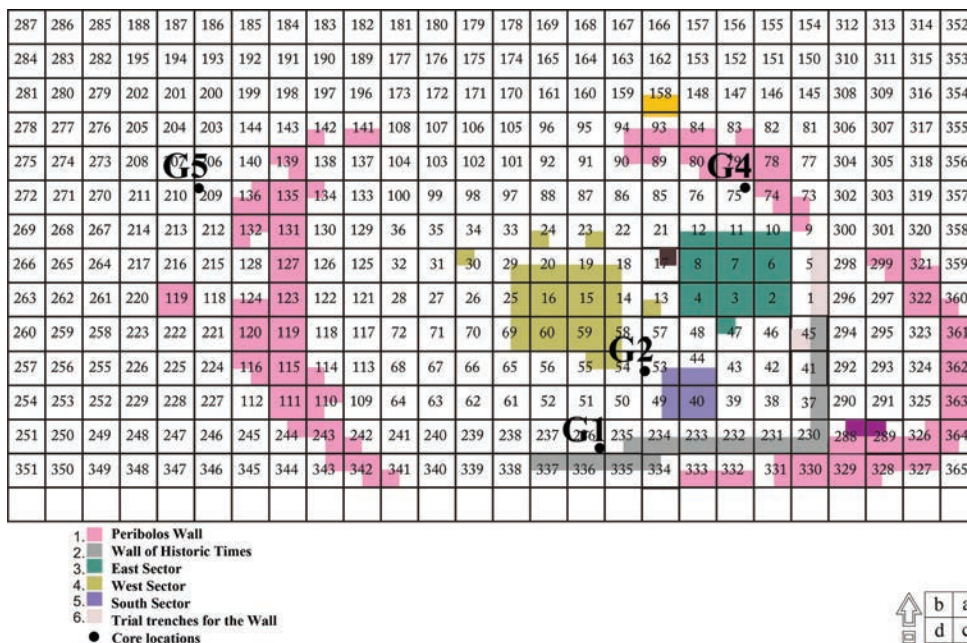 287 286 285 188 187 186 185 184 183 182 181 180 179 178 169 168 167 166 157 156 155 154 312 313 314 352
284 283 282 195 194 193 192 191 190 189 177 176 175 174 165 164 163 162 153 152 151 150 310 311 315 353
281 280 279 202 201 200 199 198 197 196 173 172 171 170 161 160 159 158 148 147 146 145 308 309 316 354
278 277 276 205 204 203 144 143 142 141 108 107 106 105 96 95 94 93 84 83 82 81 306 307 317 355
275 274 273 208 207 206 140 139 138 137 104 103 102 101 92 91 90 89 80 79 78 77 304 305 318 356
G5 G4
272 271 270 211 210 209 136 135 134 133 100 99 98 97 88 87 86 85 76 75 74 73 302 303 319 357
269 268 267 214 213 212 132 131 130 129 36 35 34 33 24 23 22 21 12 11 10 9 300 301 320 358
266 265 264 217 216 215 128 127 126 125 32 31 30 29 20 19 18 17 8 7 6 5 298 299 321 359
263 262 261 220 119 118 124 123 122 121 28 27 26 25 16 15 14 13 4 3 2 1 296 297 322 360
260 259 258 223 222 221 120 119 118 117 72 71 70 69 60 59 58 57 48 47 46 45 294 295 323 361
G2
257 256 255 226 225 224 116 115 114 113 68 67 66 65 56 55 54 53 44 43 42 41 292 293 324 362
254 253 252 229 228 227 112 111 110 109 64 63 62 61 52 51 50 49 40 39 38 37 290 291 325 363
251 250 249 248 247 246 245 244 243 242 241 240 239 238 237 236 235 234 233 232 231 230 288 289 326 364
G1
351 350 349 348 347 346 345 344 343 342 341 340 339 338 337 336 335 334 333 332 331 330 329 328 327 365
1. Peribolos Wall
2. Wall of Historic Times
3. East Sector
4. West Sector
5. South Sector
6. Trial trenches for the Wall
Core locations
b a
d c